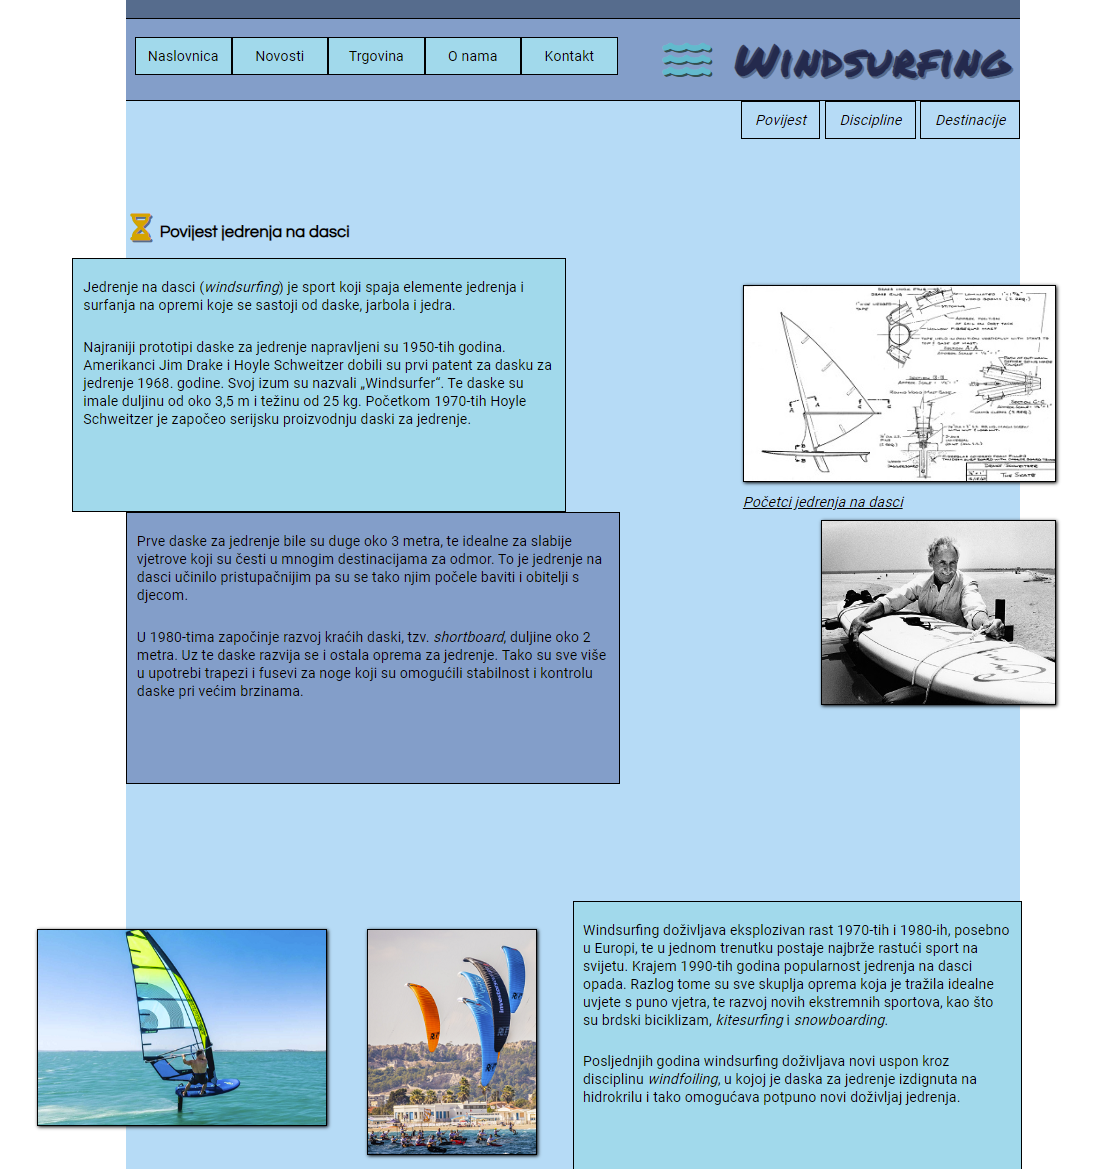 Naslovnica Novosti Trgovina O nama Kontakt
Windsurfing
Povijest Discipline Destinacije
Povijest jedrenja na dasci
Jedrenje na dasci (windsurfing) je sport koji spaja elemente jedrenja i
surfanja na opremi koje se sastoji od daske, jarbola i jedra.
Najraniji prototipi daske za jedrenje napravljeni su 1950-tih godina.
Amerikanci Jim Drake i Hoyle Schweitzer dobili su prvi patent za dasku za
jedrenje 1968. godine. Svoj izum su nazvali „Windsurfer“. Te daske su
imale duljinu od oko 3,5 m i težinu od 25 kg. Početkom 1970-tih Hoyle
Schweitzer je započeo serijsku proizvodnju daski za jedrenje.
Početci jedrenja na dasci
Prve daske za jedrenje bile su duge oko 3 metra, te idealne za slabije
vjetrove koji su česti u mnogim destinacijama za odmor. To je jedrenje na
dasci učinilo pristupačnijim pa su se tako njim počele baviti i obitelji s
djecom.
U 1980-tima započinje razvoj kraćih daski, tzv. shortboard, duljine oko 2
metra. Uz te daske razvija se i ostala oprema za jedrenje. Tako su sve više
u upotrebi trapezi i fusevi za noge koji su omogućili stabilnost i kontrolu
daske pri većim brzinama.
Windsurfing doživljava eksplozivan rast 1970-tih i 1980-ih, posebno
u Europi, te u jednom trenutku postaje najbrže rastući sport na
svijetu. Krajem 1990-tih godina popularnost jedrenja na dasci
opada. Razlog tome su sve skuplja oprema koja je tražila idealne
uvjete s puno vjetra, te razvoj novih ekstremnih sportova, kao što
su brdski biciklizam, kitesurfing i snowboarding.
Posljednjih godina windsurfing doživljava novi uspon kroz
disciplinu windfoiling, u kojoj je daska za jedrenje izdignuta na
hidrokrilu i tako omogućava potpuno novi doživljaj jedrenja.